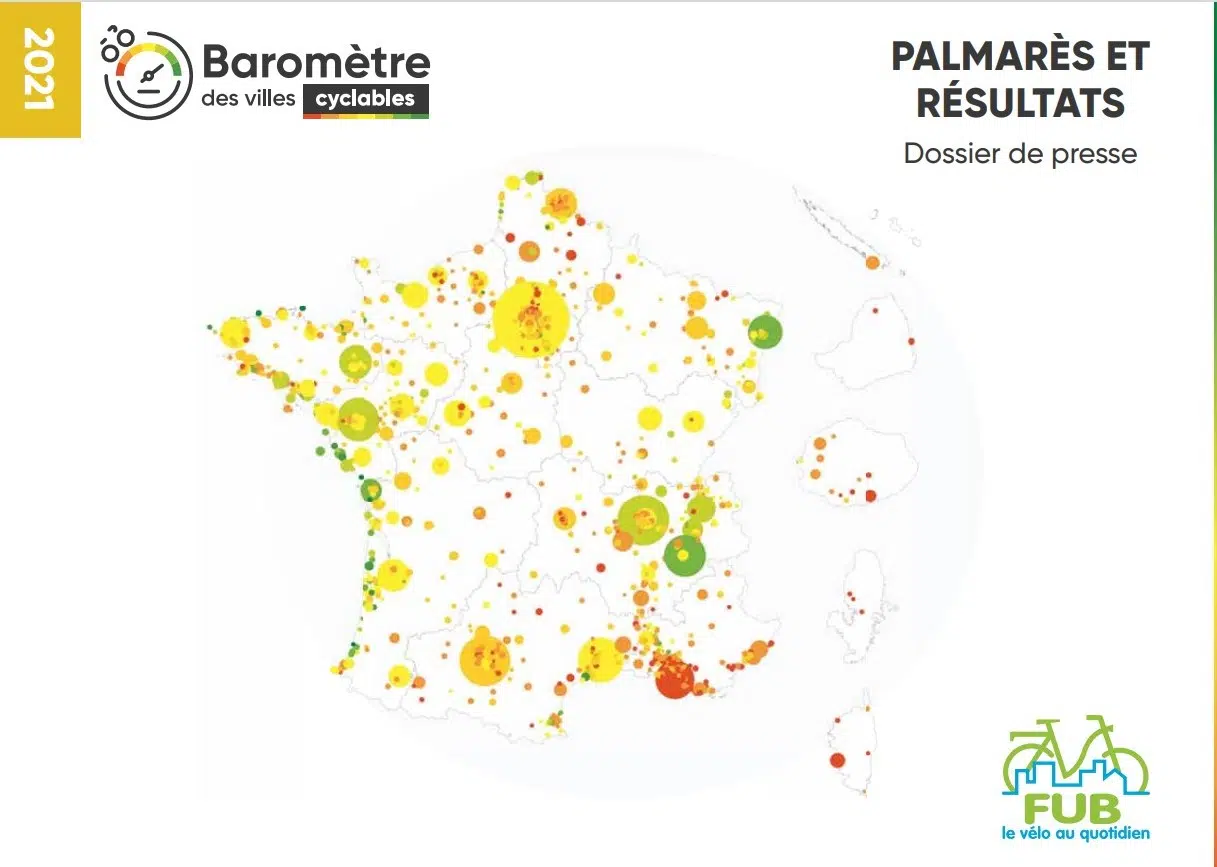 2021
Baromètre
des villes cyclables
PALMARÈS ET
RÉSULTATS
Dossier de presse
FUB
le vélo au quotidien